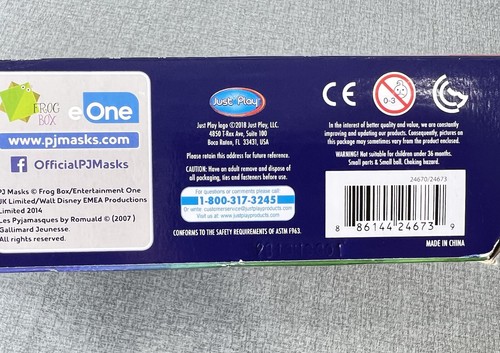 FROG
BOX
eOne
www.pjmasks.com
OfficialPJMasks
PJ Masks © Frog Box/Entertainment One
UK Limited/Walt Disney EMEA Productions
Limited 2014
Les Pyjamasques by Romuald © (2007)
Gallimard Jeunesse.
All rights reserved.
Just Play
Just Play logo ©2018 Just Play, LLC.
4850 T-Rex Ave, Suite 100
Boca Raton, FL 33431, USA
Please retain this address for future reference.
CAUTION: Have an adult remove and dispose of
all packaging, ties and fasteners before use.
For questions or comments please call
1-800-317-3245
Or write: customerservice@justplayproducts.com
Visit us at: www.justplayproducts.com
CONFORMS TO THE SAFETY REQUIREMENTS OF ASTM F963.
CE
0-3
In the interest of better quality and value, we are constantly
improving and updating our products. Consequently, pictures on
this package may sometimes vary from the product enclosed.
WARNING! Not suitable for children under 36 months.
Small parts & Small ball. Choking hazard.
24670/24673
8 86144 24673 9
MADE IN CHINA